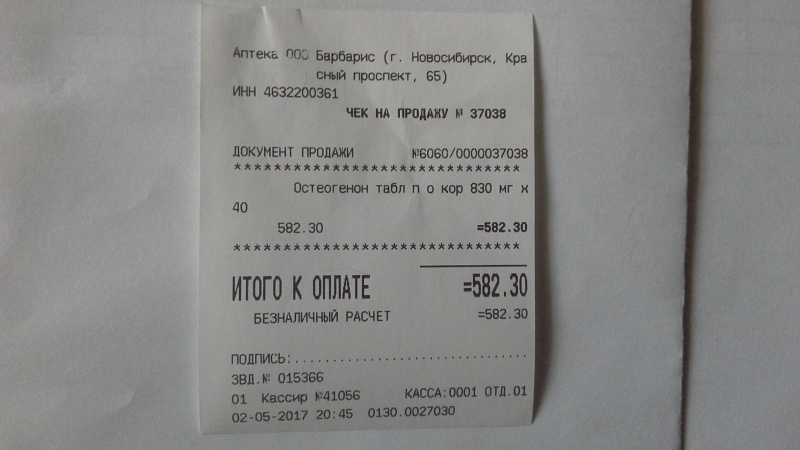 Аптека ООО Барбарис (г. Новосибирск, Кра
сный проспект, 65)
ИНН 4632200361
ЧЕК НА ПРОДАЖУ № 37038
ДОКУМЕНТ ПРОДАЖИ №6060/0000037038
********************************
Остеогенон табл п о кор 830 мг х
40
582.30 =582.30
********************************
ИТОГО К ОПЛАТЕ =582.30
БЕЗНАЛИЧНЫЙ РАСЧЕТ =582.30
ПОДПИСЬ:................................
ЗВД.№ 015366
01 Кассир №41056 КАССА:0001 ОТД.01
02-05-2017 20:45 0130.0027030